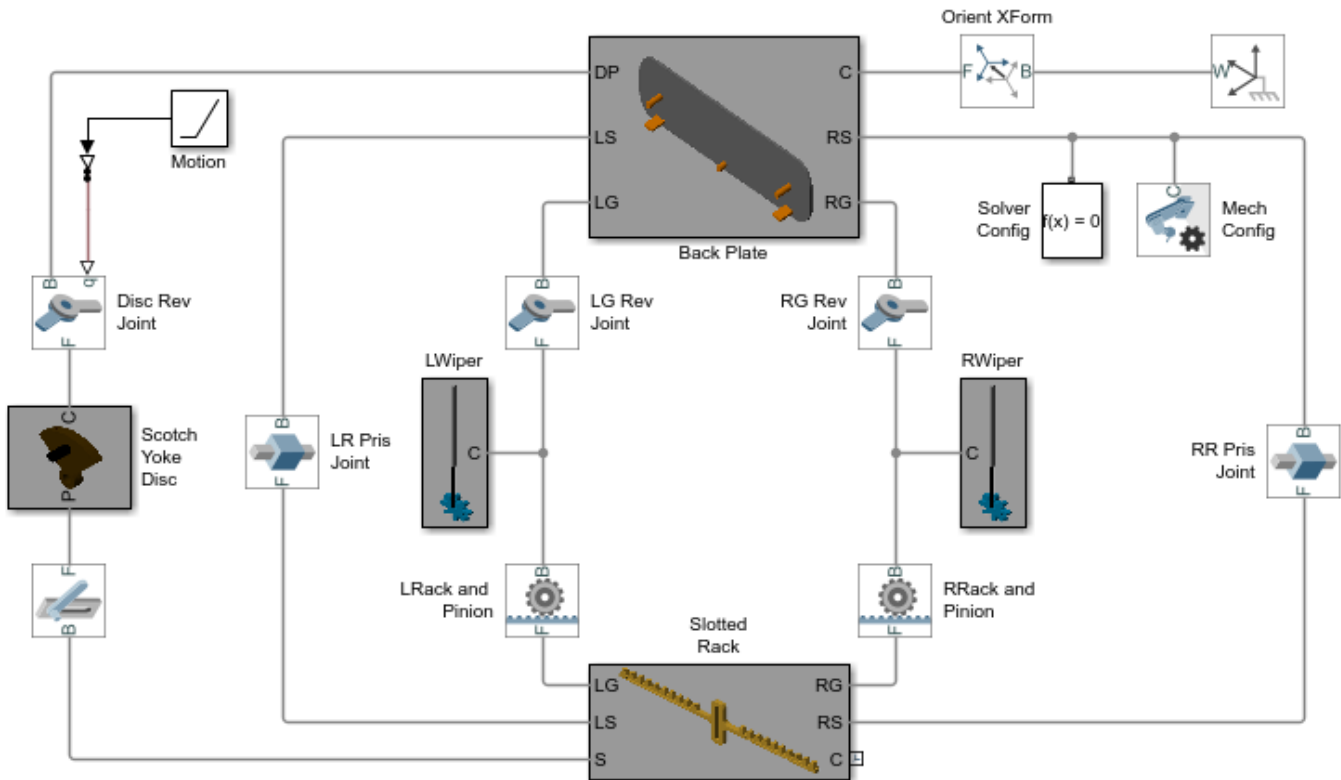 Orient XForm
DP
C
F
B
W
Motion
LS
RS
LG
RG
Solver
Config
f(x) = 0
C
Mech
Config
Back Plate
B
q
Disc Rev
Joint
F
B
LG Rev
Joint
F
RG Rev
Joint
B
F
LWiper
C
RWiper
C
C
Scotch
Yoke
Disc
P
B
LR Pris
Joint
F
RR Pris
Joint
B
F
F
B
LRack and
Pinion
B
F
B
F
RRack and
Pinion
Slotted
Rack
LG
RG
LS
RS
S
C